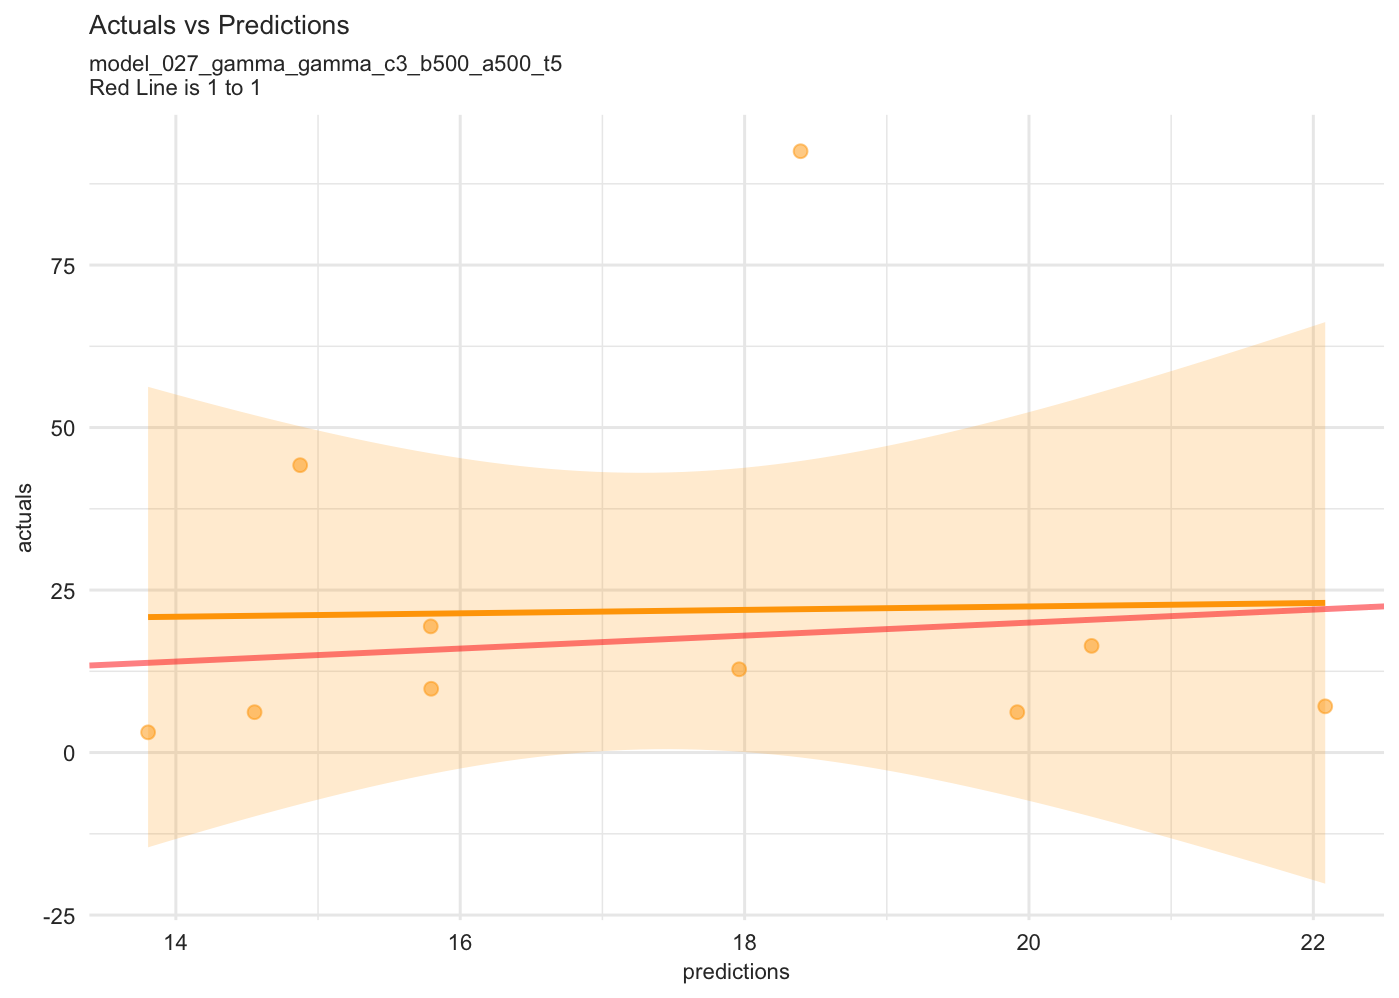 Actuals vs Predictions
model_027_gamma_gamma_c3_b500_a500_t5
Red Line is 1 to 1
75
50
25
0
-25
actuals
14 16 18 20 22
predictions